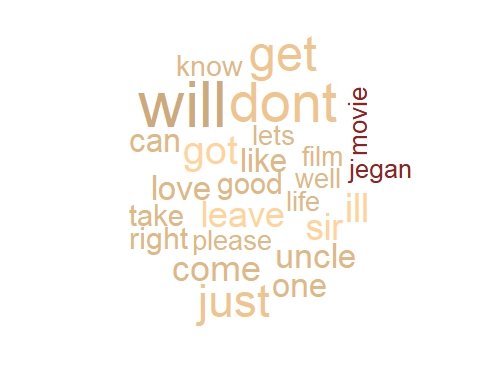 know get
will dont
movie
can got lets
like film
jegan
love good well
life
take leave sir ill
right please
come uncle
just one